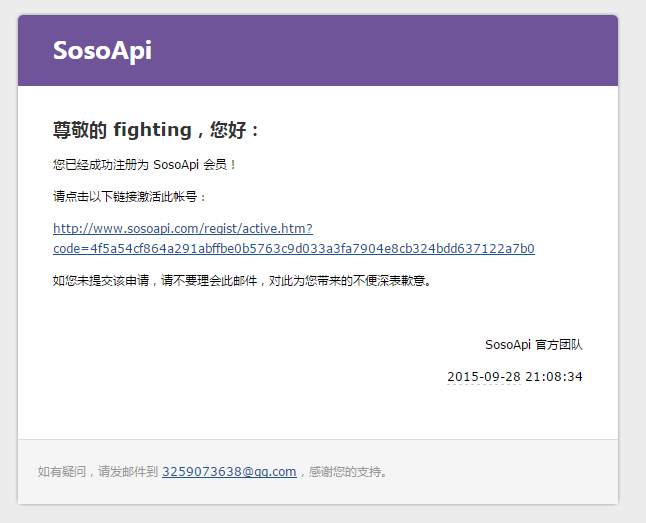 SosoApi
尊敬的 fighting，您好：
您已经成功注册为 SosoApi 会员！
请点击以下链接激活此帐号：
http://www.sosoapi.com/regist/active.htm?
code=4f5a54cf864a291abffbe0b5763c9d033a3fa7904e8cb324bdd637122a7b0
如您未提交该申请，请不要理会此邮件，对此为您带来的不便深表歉意。
SosoApi 官方团队
2015-09-28 21:08:34
如有疑问，请发邮件到 3259073638@qq.com，感谢您的支持。